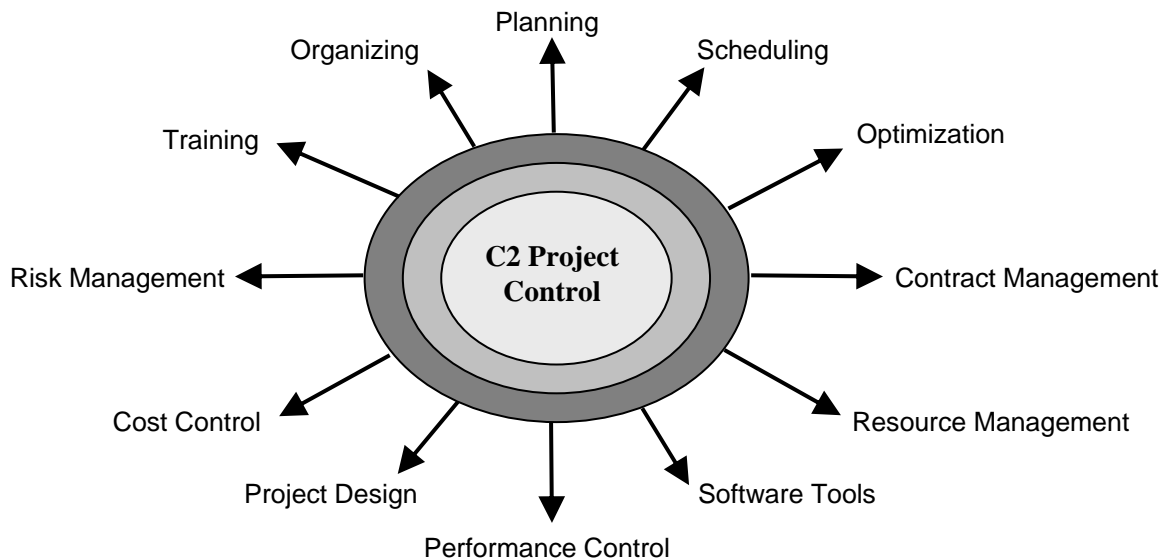 Planning
Organizing
Scheduling
Training
Optimization
C2 Project
Control
Risk Management
Contract Management
Cost Control
Resource Management
Project Design
Software Tools
Performance Control